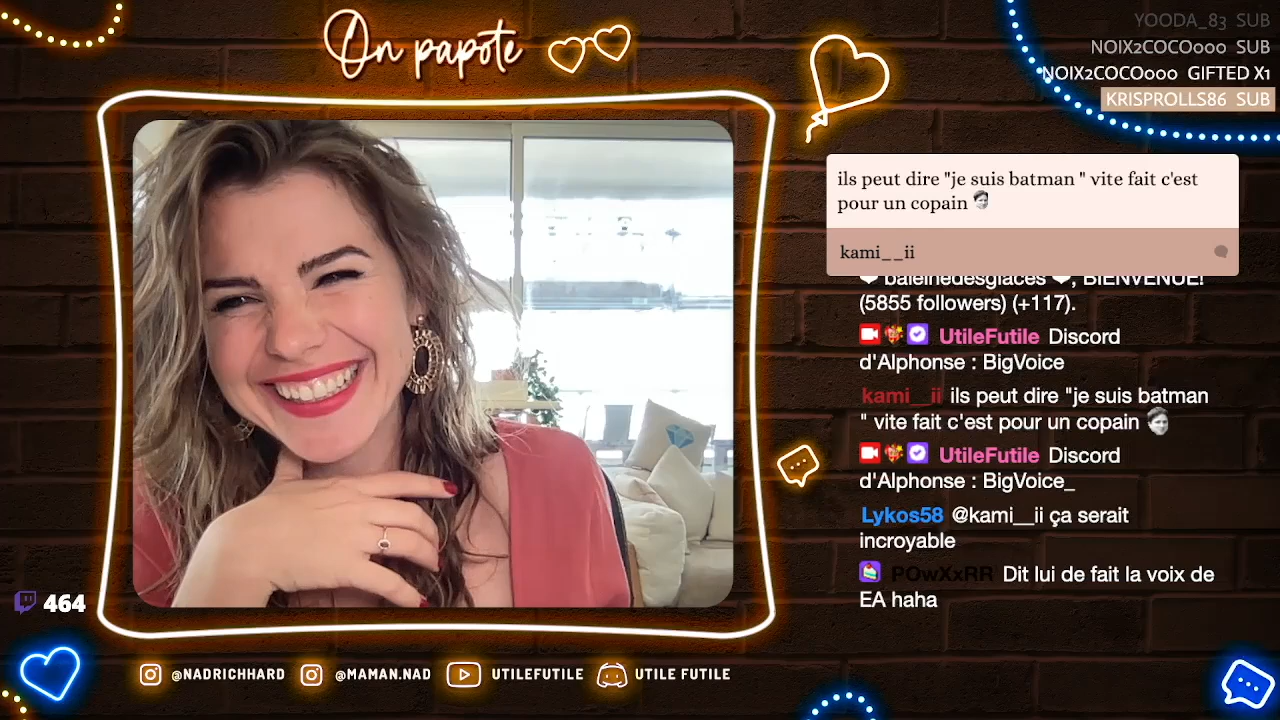 On papote
YOODA_83 SUB
NOIX2COCO000 SUB
NOIX2COCO000 GIFTED X1
KRISPROLLS86 SUB
ils peut dire "je suis batman " vite fait c'est
pour un copain
kami__ii
baleinedesglaces ❤, BIENVENUE!
(5855 followers) (+117).
UtileFutile Discord
d'Alphonse : BigVoice
kami__ii ils peut dire "je suis batman
" vite fait c'est pour un copain
UtileFutile Discord
d'Alphonse : BigVoice_
Lykos58 @kami__ii ça serait
incroyable
POwXxRR Dit lui de fait la voix de
EA haha
464
@NADRICHHARD @MAMAN.NAD UTILEFUTILE UTILE FUTILE